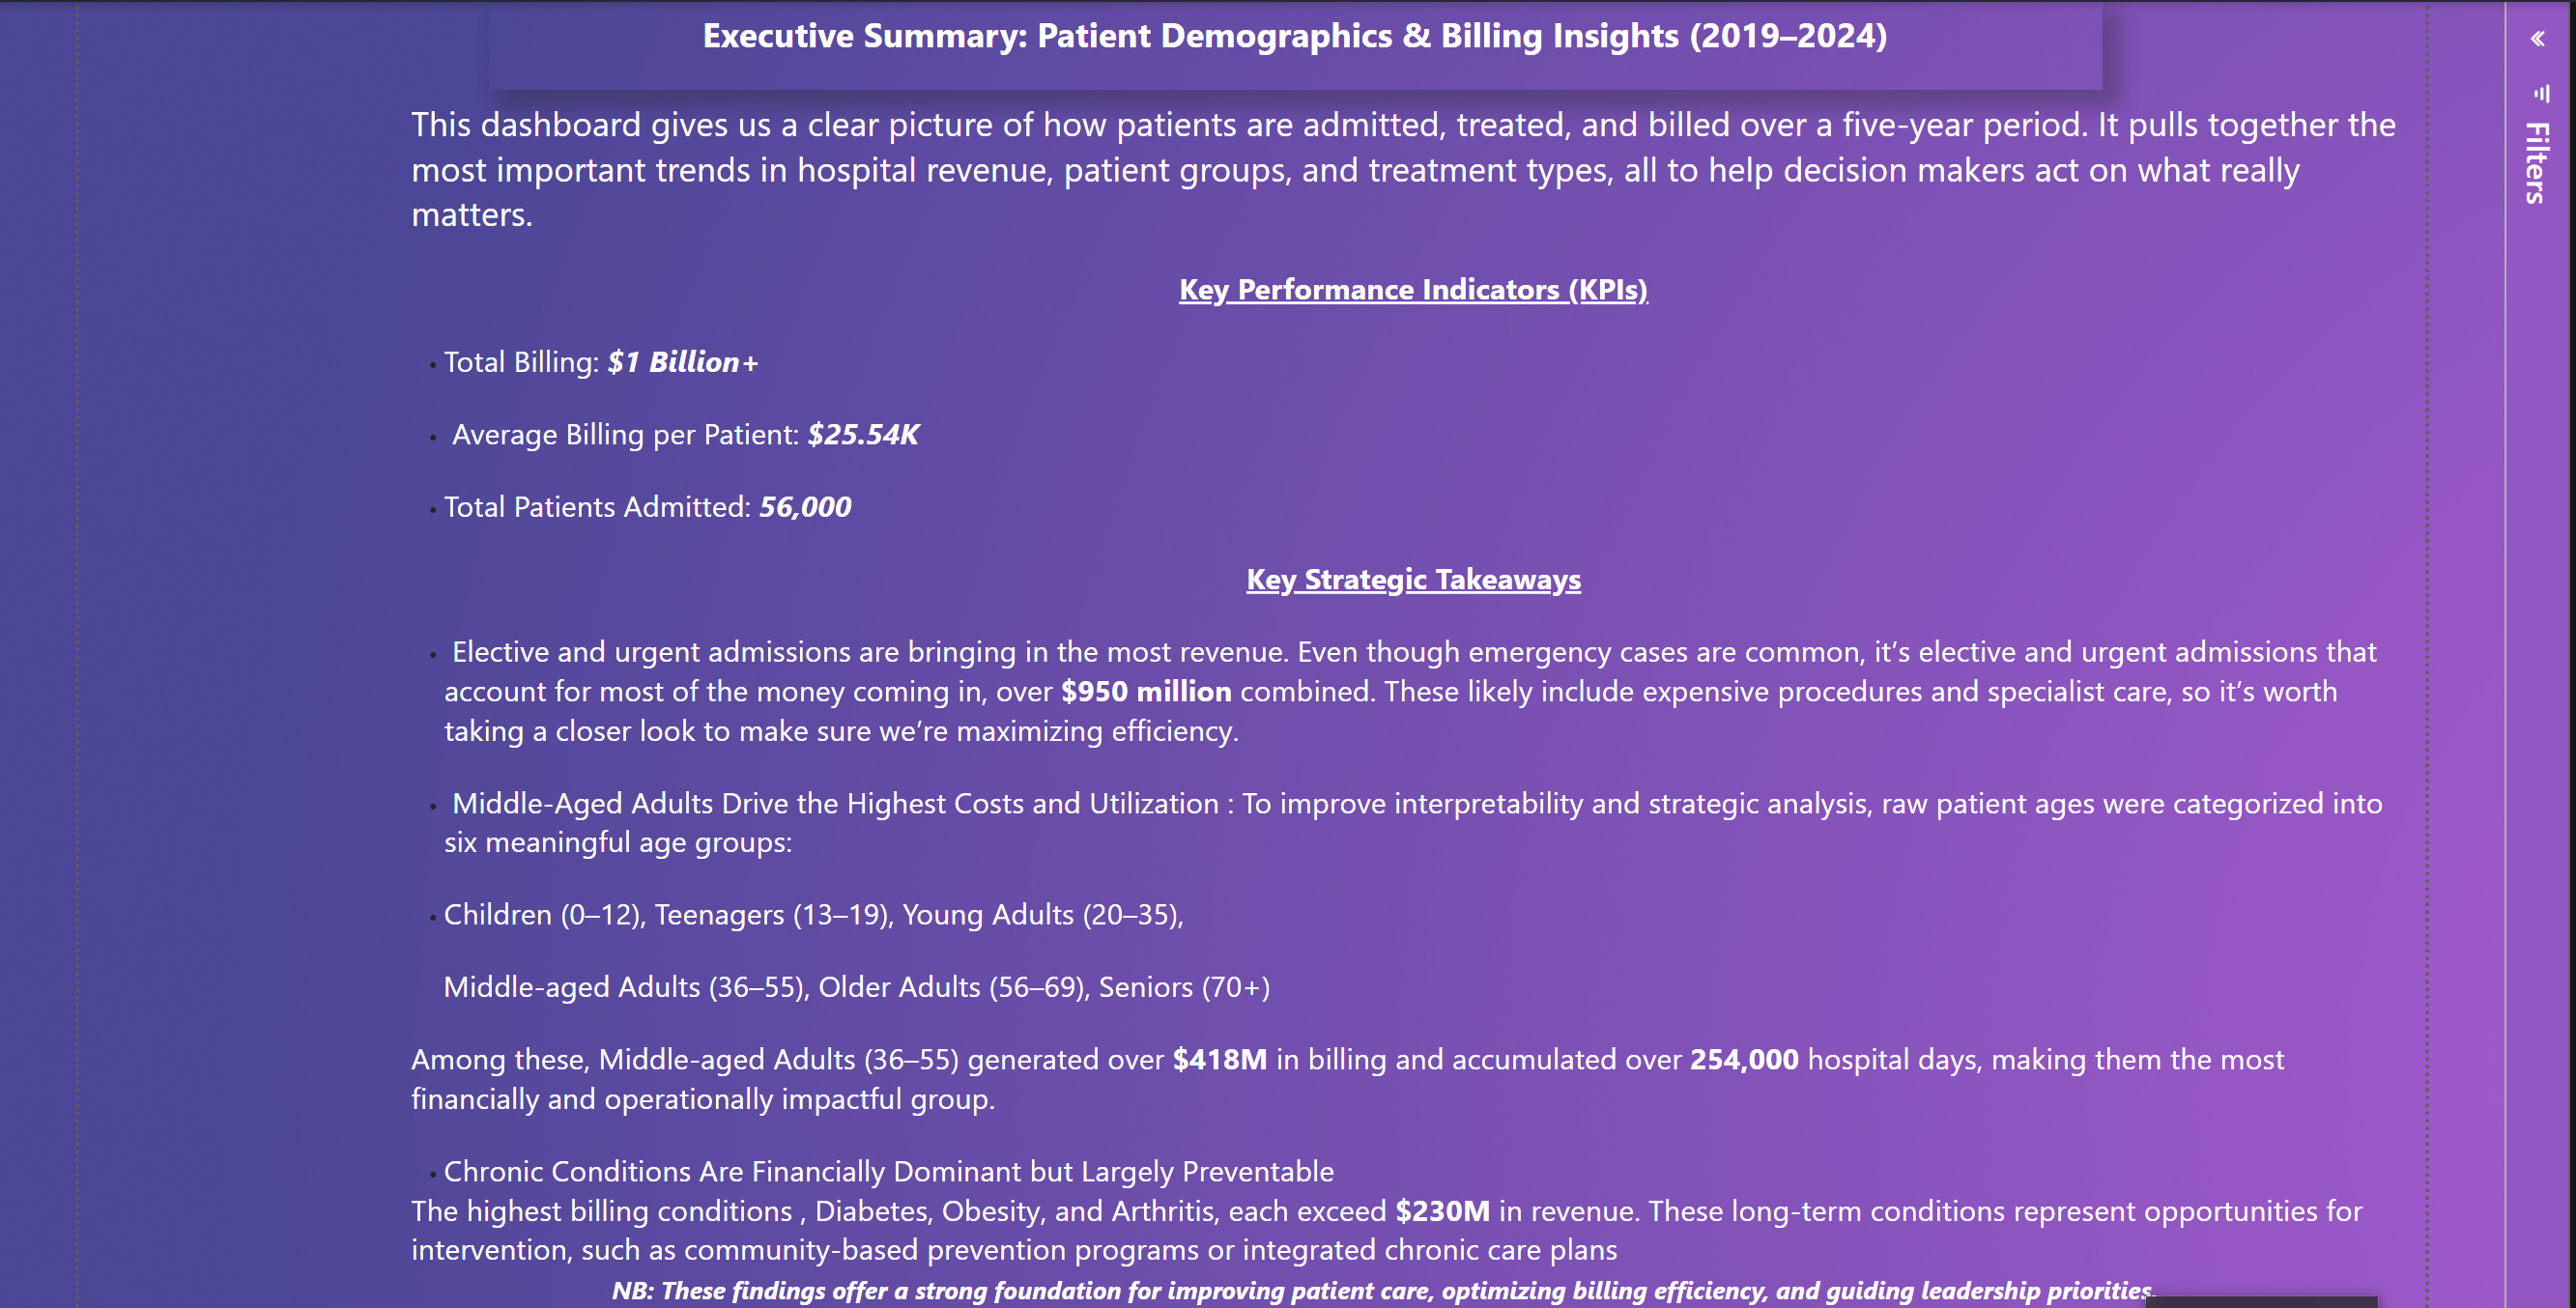 Executive Summary: Patient Demographics & Billing Insights (2019–2024)
This dashboard gives us a clear picture of how patients are admitted, treated, and billed over a five-year period. It pulls together the
most important trends in hospital revenue, patient groups, and treatment types, all to help decision makers act on what really
matters.
Key Performance Indicators (KPIs)
• Total Billing: $1 Billion+
• Average Billing per Patient: $25.54K
• Total Patients Admitted: 56,000
Key Strategic Takeaways
• Elective and urgent admissions are bringing in the most revenue. Even though emergency cases are common, it’s elective and urgent admissions that
account for most of the money coming in, over $950 million combined. These likely include expensive procedures and specialist care, so it’s worth
taking a closer look to make sure we’re maximizing efficiency.
• Middle-Aged Adults Drive the Highest Costs and Utilization : To improve interpretability and strategic analysis, raw patient ages were categorized into
six meaningful age groups:
• Children (0–12), Teenagers (13–19), Young Adults (20–35),
Middle-aged Adults (36–55), Older Adults (56–69), Seniors (70+)
Among these, Middle-aged Adults (36–55) generated over $418M in billing and accumulated over 254,000 hospital days, making them the most
financially and operationally impactful group.
• Chronic Conditions Are Financially Dominant but Largely Preventable
The highest billing conditions , Diabetes, Obesity, and Arthritis, each exceed $230M in revenue. These long-term conditions represent opportunities for
intervention, such as community-based prevention programs or integrated chronic care plans
NB: These findings offer a strong foundation for improving patient care, optimizing billing efficiency, and guiding leadership priorities.
Filters